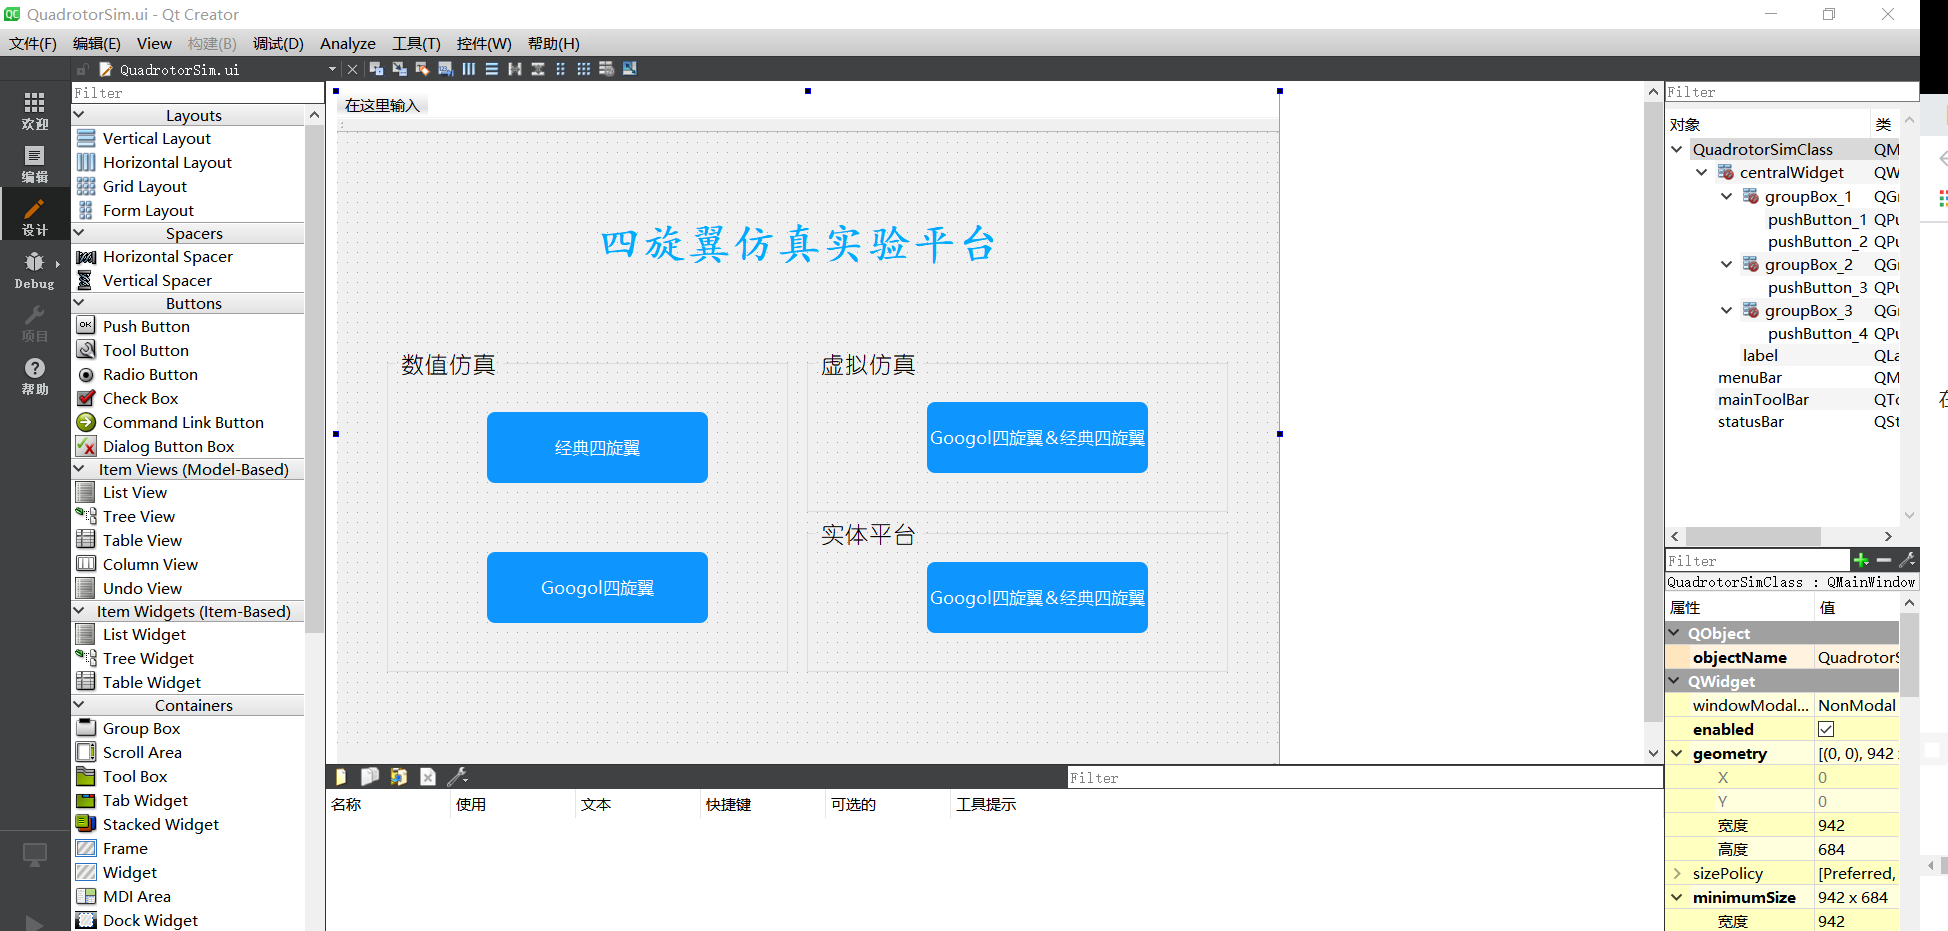 QuadrotorSim.ui - Qt Creator
文件(F) 编辑(E) View 构建(B) 调试(D) Analyze 工具(T) 控件(W) 帮助(H)
QuadrotorSim.ui
欢迎
编辑
设计
Debug
项目
帮助
Filter
Layouts
Vertical Layout
Horizontal Layout
Grid Layout
Form Layout
Spacers
Horizontal Spacer
Vertical Spacer
Buttons
Push Button
Tool Button
Radio Button
Check Box
Command Link Button
Dialog Button Box
Item Views (Model-Based)
List View
Tree View
Table View
Column View
Undo View
Item Widgets (Item-Based)
List Widget
Tree Widget
Table Widget
Containers
Group Box
Scroll Area
Tool Box
Tab Widget
Stacked Widget
Frame
Widget
MDI Area
Dock Widget
在这里输入
四旋翼仿真实验平台
数值仿真
经典四旋翼
Googol四旋翼
虚拟仿真
Googol四旋翼&经典四旋翼
实体平台
Googol四旋翼&经典四旋翼
Filter
名称 使用 文本 快捷键 可选的 工具提示
Filter
对象 类
QuadrotorSimClass QM
centralWidget QW
groupBox_1 QG
pushButton_1 QPu
pushButton_2 QPu
groupBox_2 QG
pushButton_3 QPu
groupBox_3 QG
pushButton_4 QPu
label QLa
menuBar QM
mainToolBar QTo
statusBar QSt
Filter
QuadrotorSimClass : QMainWindow
属性 值
QObject
objectName QuadrotorS
QWidget
windowModal... NonModal
enabled
geometry [(0, 0), 942
X 0
Y 0
宽度 942
高度 684
sizePolicy [Preferred,
minimumSize 942 x 684
宽度 942